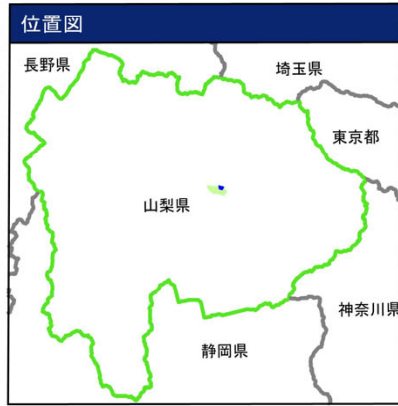 位置図
長野県
埼玉県
東京都
山梨県
神奈川県
静岡県